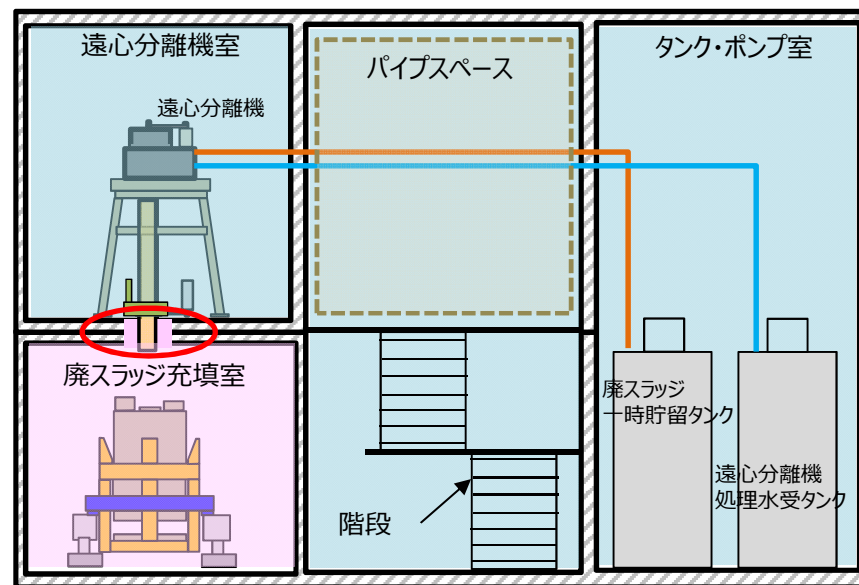 遠心分離機室
パイプスペース
タンク・ポンプ室
遠心分離機
廃スラッジ充填室
廃スラッジ
一時貯留タンク
遠心分離機
処理水受タンク
階段